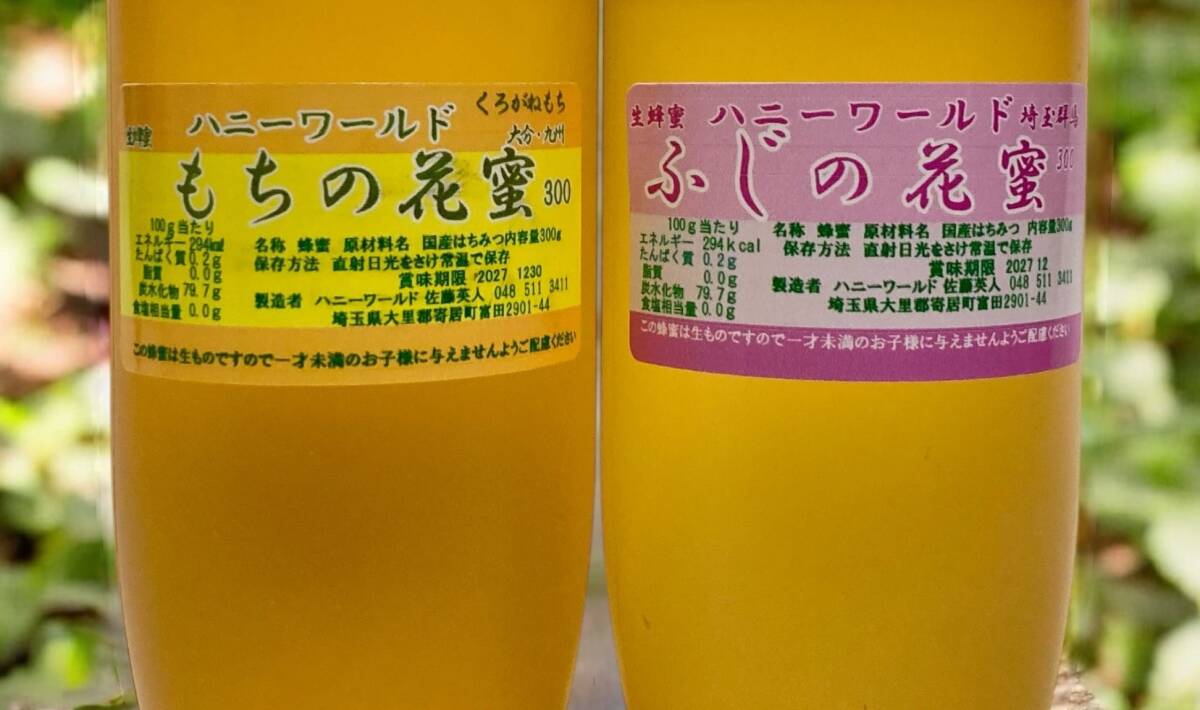 くろがねもち
ハニーワールド
生蜂蜜
大分・九州
もちの花蜜 300
100g当たり
エネルギー 294kcal
たんぱく質 0.2g
脂質 0.0g
炭水化物 79.7g
食塩相当量 0.0g
名称 蜂蜜 原材料名 国産はちみつ 内容量300g
保存方法 直射日光をさけ常温で保存
賞味期限 2027 1230
製造者 ハニーワールド 佐藤英人 048 511 3411
埼玉県大里郡寄居町富田2901-44
この蜂蜜は生ものですので一才未満のお子様に与えませんようご配慮ください
生蜂蜜 ハニーワールド 埼玉群馬
ふじの花蜜 300
100g当たり
エネルギー 294kcal
たんぱく質 0.2g
脂質 0.0g
炭水化物 79.7g
食塩相当量 0.0g
名称 蜂蜜 原材料名 国産はちみつ 内容量300g
保存方法 直射日光をさけ常温で保存
賞味期限 2027 12
製造者 ハニーワールド 佐藤英人 048 511 3411
埼玉県大里郡寄居町富田2901-44
この蜂蜜は生ものですので一才未満のお子様に与えませんようご配慮ください